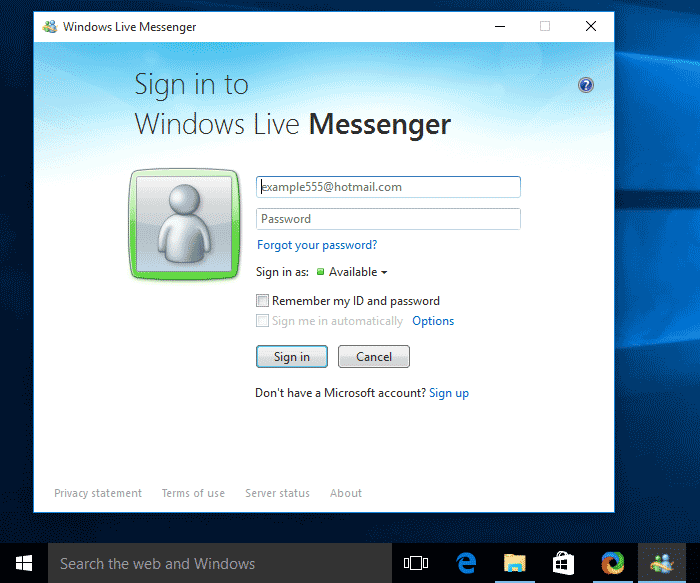 Windows Live Messenger
Sign in to
Windows Live Messenger
example555@hotmail.com
Password
Forgot your password?
Sign in as: Available
Remember my ID and password
Sign me in automatically Options
Sign in Cancel
Don't have a Microsoft account? Sign up
Privacy statement Terms of use Server status About
Search the web and Windows